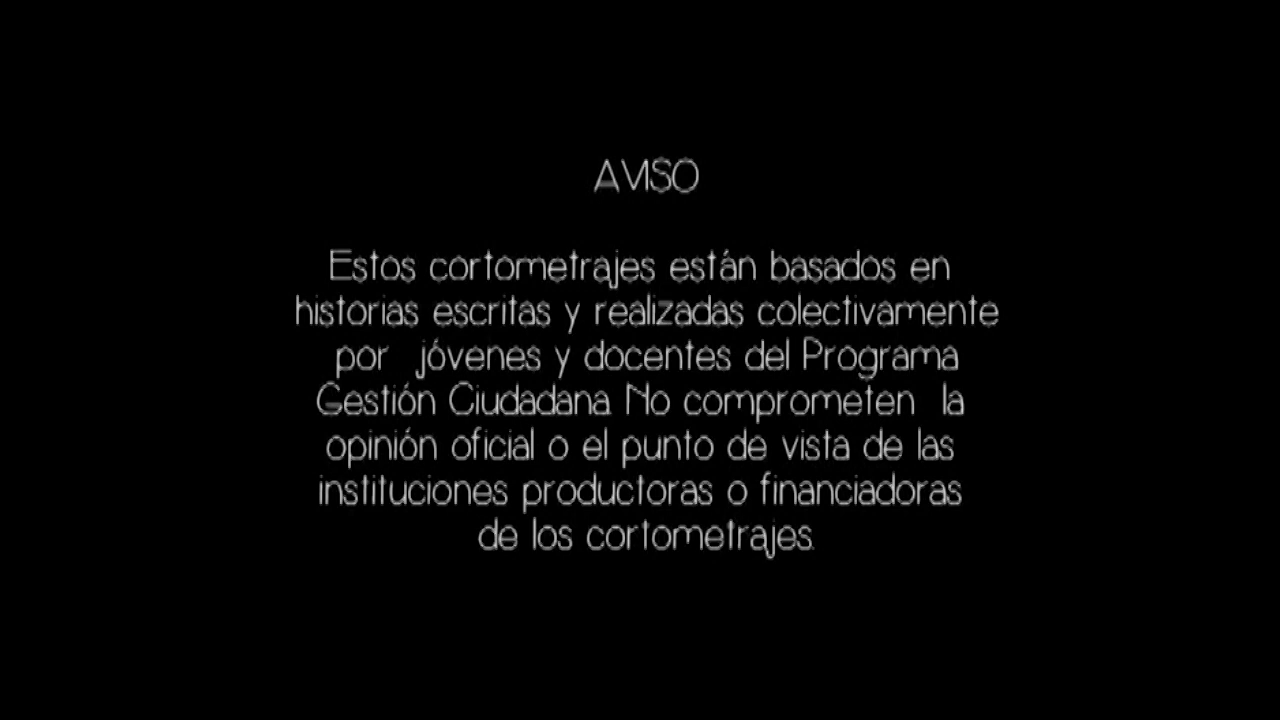 AVISO
Estos cortometrajes están basados en
historias escritas y realizadas colectivamente
por jóvenes y docentes del Programa
Gestión Ciudadana. No comprometen la
opinión oficial o el punto de vista de las
instituciones productoras o financiadoras
de los cortometrajes.